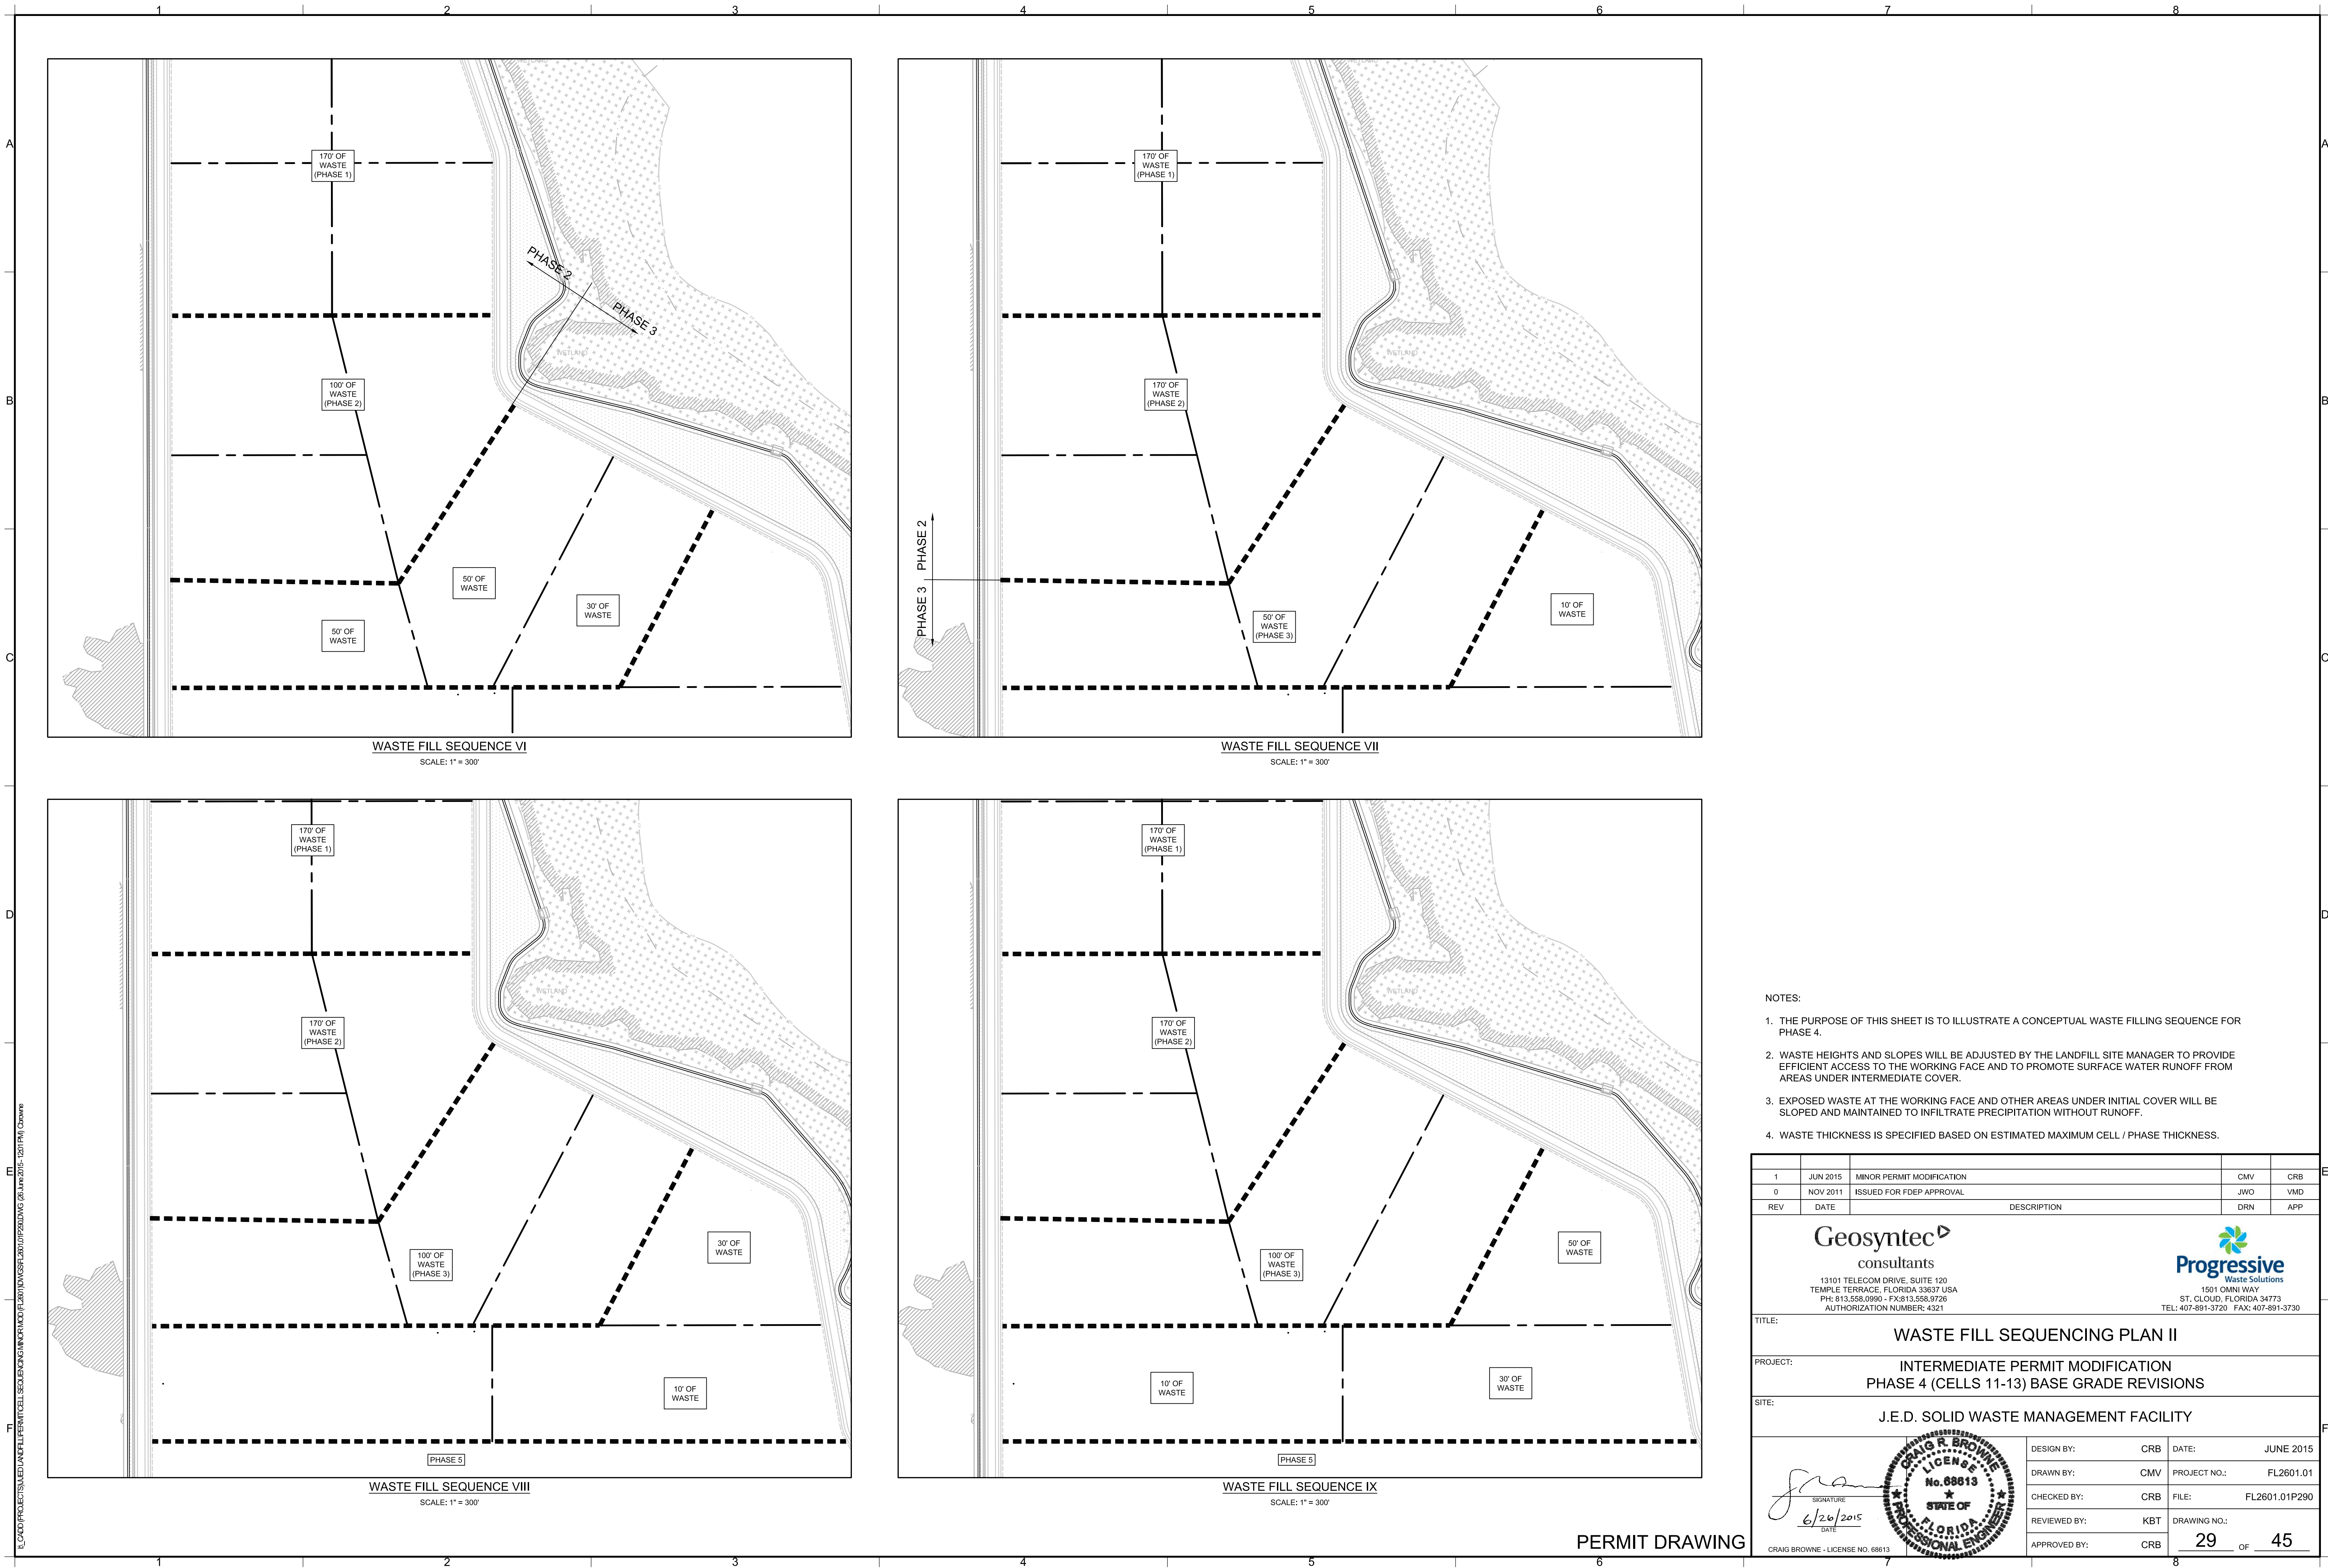 1 2 3 4 5 6 7 8
A
B
C
D
E
F
A
B
C
D
E
F
WETLAND
170' OF
WASTE
(PHASE 1)
PHASE 2
PHASE 3
WETLAND
100' OF
WASTE
(PHASE 2)
50' OF
WASTE
30' OF
WASTE
50' OF
WASTE
WASTE FILL SEQUENCE VI
SCALE: 1" = 300'
WETLAND
170' OF
WASTE
(PHASE 1)
WETLAND
170' OF
WASTE
(PHASE 2)
PHASE 3 PHASE 2
50' OF
WASTE
(PHASE 3)
10' OF
WASTE
WASTE FILL SEQUENCE VII
SCALE: 1" = 300'
170' OF
WASTE
(PHASE 1)
WETLAND
170' OF
WASTE
(PHASE 2)
100' OF
WASTE
(PHASE 3)
30' OF
WASTE
10' OF
WASTE
PHASE 5
WASTE FILL SEQUENCE VIII
SCALE: 1" = 300'
170' OF
WASTE
(PHASE 1)
WETLAND
170' OF
WASTE
(PHASE 2)
100' OF
WASTE
(PHASE 3)
50' OF
WASTE
10' OF
WASTE
30' OF
WASTE
PHASE 5
WASTE FILL SEQUENCE IX
SCALE: 1" = 300'
NOTES:
1. THE PURPOSE OF THIS SHEET IS TO ILLUSTRATE A CONCEPTUAL WASTE FILLING SEQUENCE FOR
PHASE 4.
2. WASTE HEIGHTS AND SLOPES WILL BE ADJUSTED BY THE LANDFILL SITE MANAGER TO PROVIDE
EFFICIENT ACCESS TO THE WORKING FACE AND TO PROMOTE SURFACE WATER RUNOFF FROM
AREAS UNDER INTERMEDIATE COVER.
3. EXPOSED WASTE AT THE WORKING FACE AND OTHER AREAS UNDER INITIAL COVER WILL BE
SLOPED AND MAINTAINED TO INFILTRATE PRECIPITATION WITHOUT RUNOFF.
4. WASTE THICKNESS IS SPECIFIED BASED ON ESTIMATED MAXIMUM CELL / PHASE THICKNESS.
1 JUN 2015 MINOR PERMIT MODIFICATION CMV CRB
0 NOV 2011 ISSUED FOR FDEP APPROVAL JWO VMD
REV DATE DESCRIPTION DRN APP
Geosyntec
consultants
13101 TELECOM DRIVE, SUITE 120
TEMPLE TERRACE, FLORIDA 33637 USA
PH: 813.558.0990 - FX:813.558.9726
AUTHORIZATION NUMBER: 4321
Progressive
Waste Solutions
1501 OMNI WAY
ST. CLOUD, FLORIDA 34773
TEL: 407-891-3720 FAX: 407-891-3730
TITLE:
WASTE FILL SEQUENCING PLAN II
PROJECT:
INTERMEDIATE PERMIT MODIFICATION
PHASE 4 (CELLS 11-13) BASE GRADE REVISIONS
SITE:
J.E.D. SOLID WASTE MANAGEMENT FACILITY
SIGNATURE
6/26/2015
DATE
CRAIG BROWNE - LICENSE NO. 68613
CRAIG R. BROWNE
LICENSE
No. 68613
STATE OF
FLORIDA
PROFESSIONAL ENGINEER
DESIGN BY: CRB DATE: JUNE 2015
DRAWN BY: CMV PROJECT NO.: FL2601.01
CHECKED BY: CRB FILE: FL2601.01P290
REVIEWED BY: KBT DRAWING NO.:
APPROVED BY: CRB 29 OF 45
PERMIT DRAWING
1 2 3 4 5 6 7 8